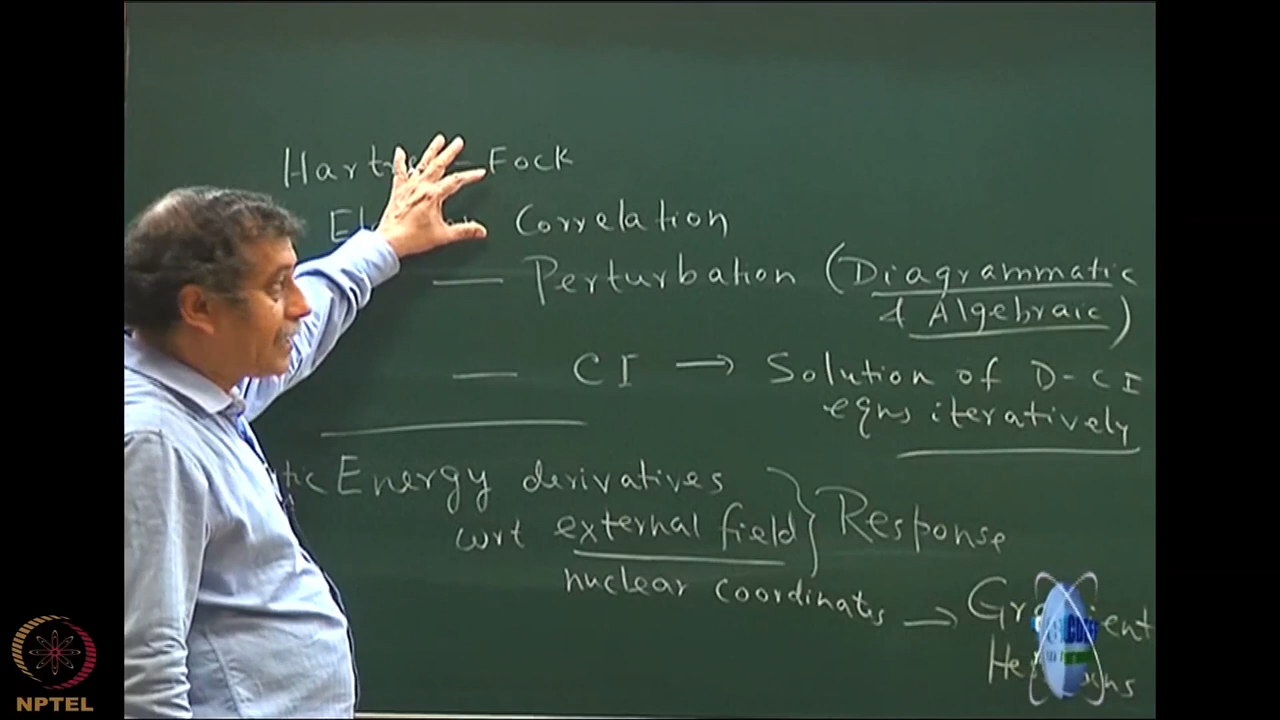 Hartree-Fock
Correlation
— Perturbation (Diagrammatic
& Algebraic)
— CI → Solution of D-CI
eqns iteratively
Energy derivatives
wrt external field } Response
nuclear coordinates →
NPTEL